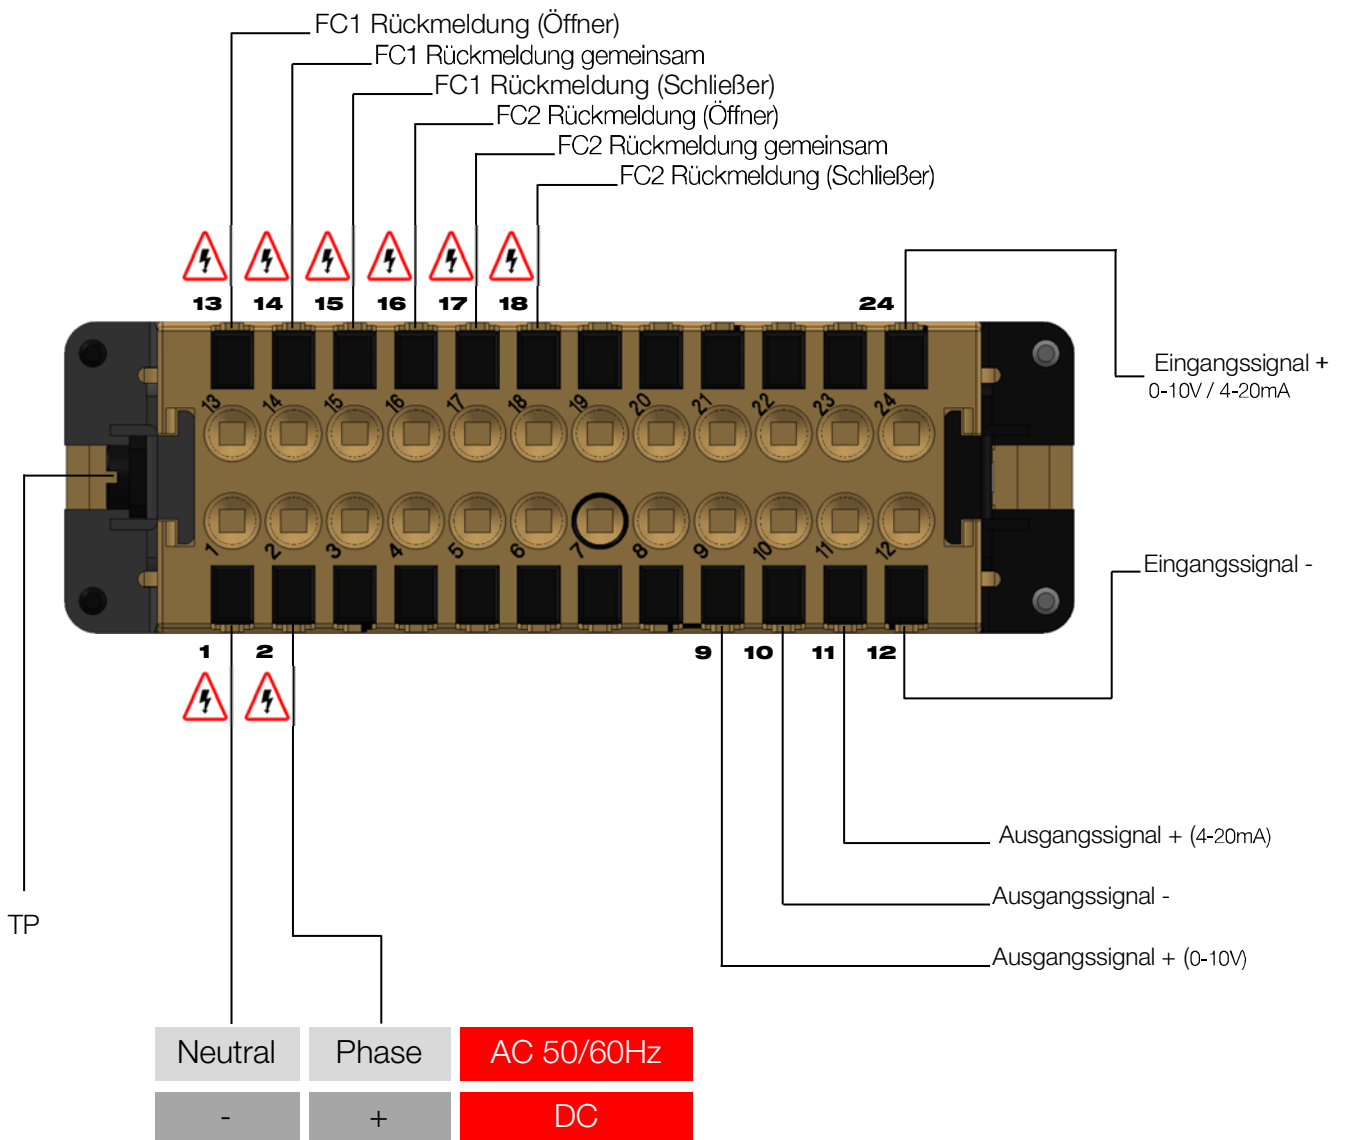 FC1 Rückmeldung (Öffner)
FC1 Rückmeldung gemeinsam
FC1 Rückmeldung (Schließer)
FC2 Rückmeldung (Öffner)
FC2 Rückmeldung gemeinsam
FC2 Rückmeldung (Schließer)
13 14 15 16 17 18 24
Eingangssignal +
0-10V / 4-20mA
13 14 15 16 17 18 19 20 21 22 23 24
1 2 3 4 5 6 7 8 9 10 11 12
Eingangssignal -
1 2 9 10 11 12
Ausgangssignal + (4-20mA)
Ausgangssignal -
TP
Ausgangssignal + (0-10V)
Neutral Phase AC 50/60Hz
- + DC